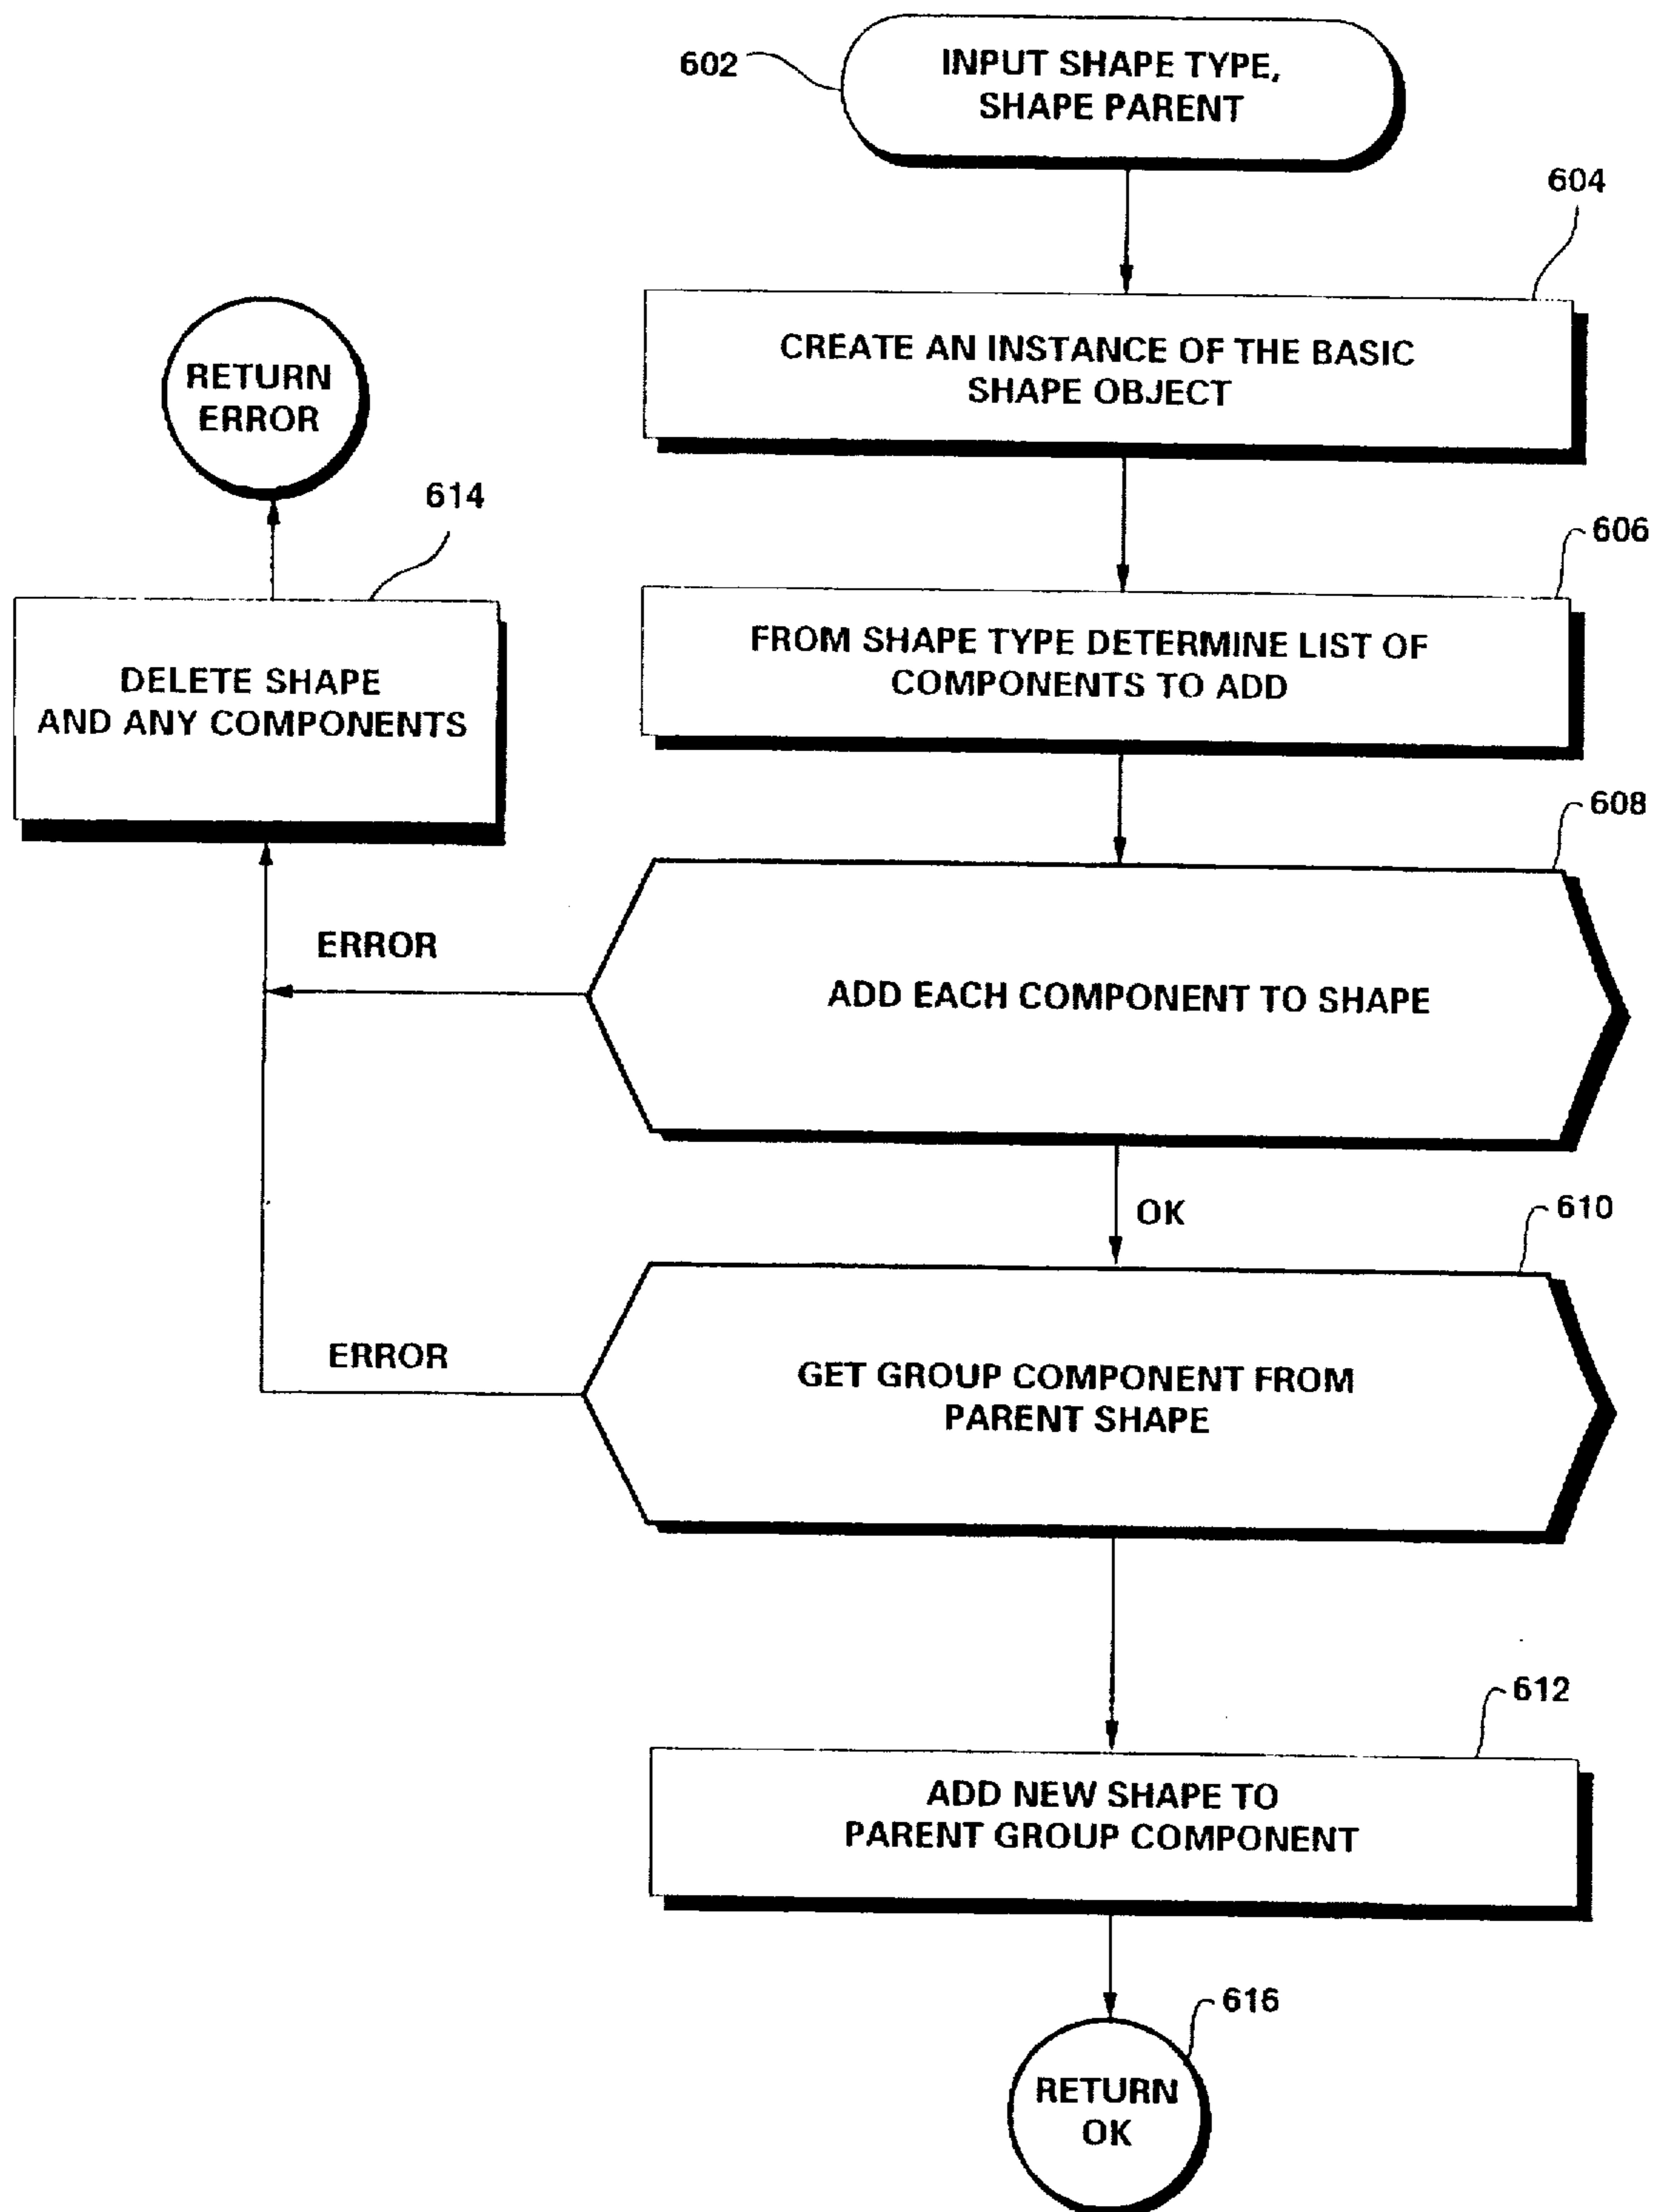 602
INPUT SHAPE TYPE,
SHAPE PARENT
604
CREATE AN INSTANCE OF THE BASIC
SHAPE OBJECT
RETURN
ERROR
614
606
FROM SHAPE TYPE DETERMINE LIST OF
COMPONENTS TO ADD
DELETE SHAPE
AND ANY COMPONENTS
608
ERROR
ADD EACH COMPONENT TO SHAPE
OK
610
ERROR
GET GROUP COMPONENT FROM
PARENT SHAPE
612
ADD NEW SHAPE TO
PARENT GROUP COMPONENT
616
RETURN
OK